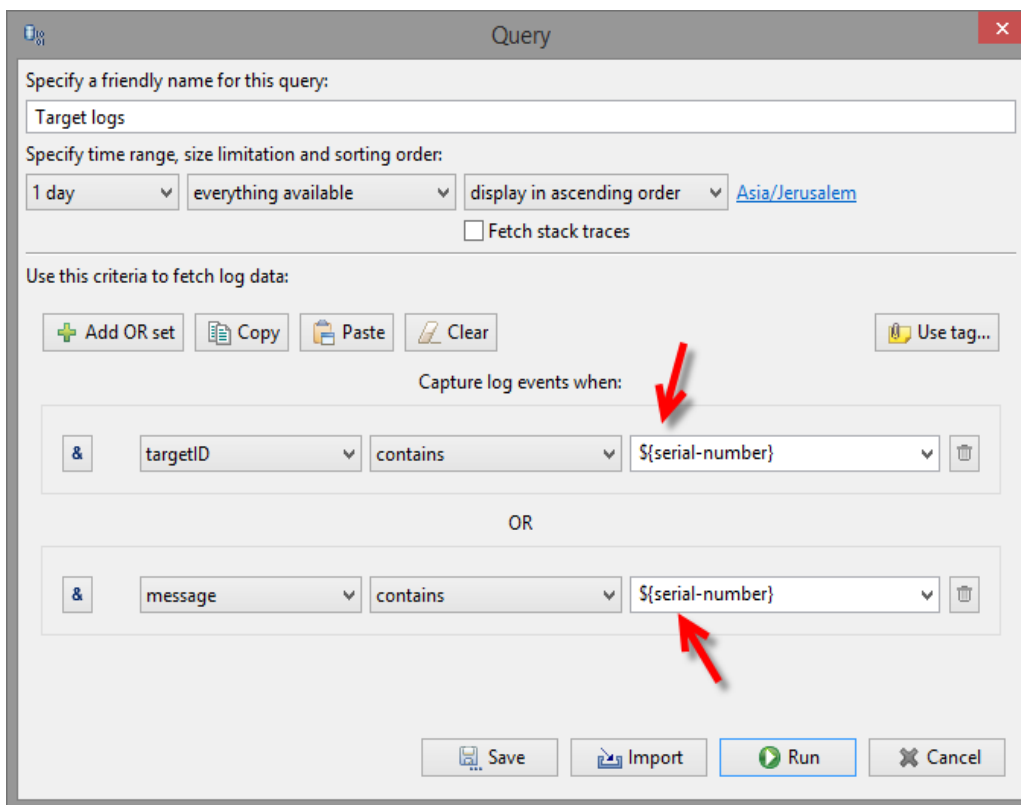 Query
Specify a friendly name for this query:
Target logs
Specify time range, size limitation and sorting order:
1 day everything available display in ascending order Asia/Jerusalem
Fetch stack traces
Use this criteria to fetch log data:
Add OR set Copy Paste Clear Use tag...
Capture log events when:
& targetID contains ${serial-number}
OR
& message contains ${serial-number}
Save Import Run Cancel